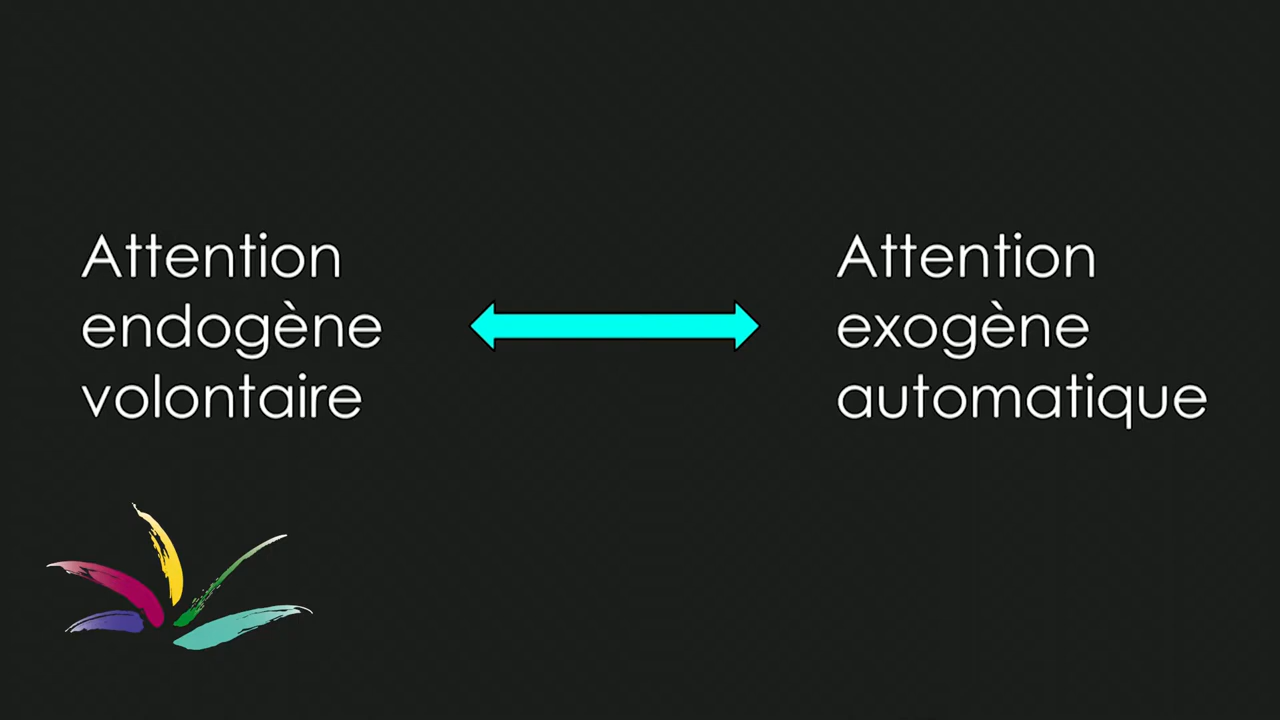 Attention
endogène
volontaire
Attention
exogène
automatique